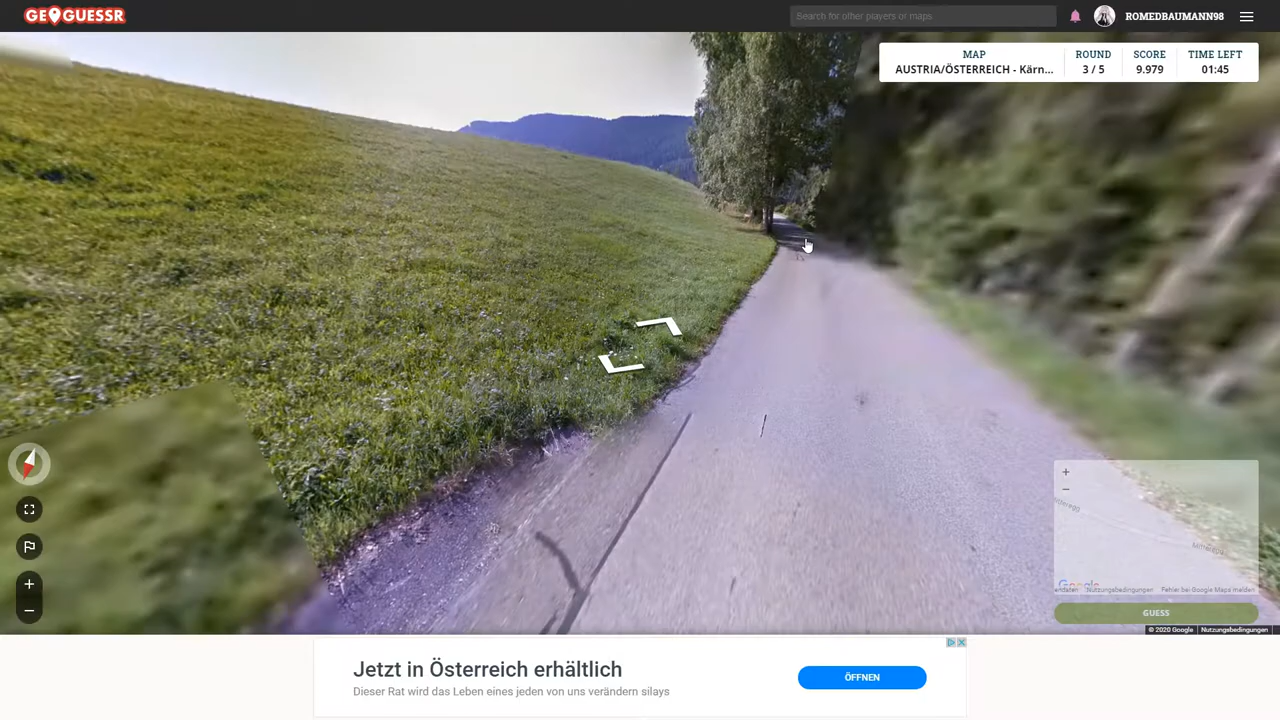 GEOGUESSR
Search for other players or maps
ROMEDBAUMANN98
MAP
AUSTRIA/ÖSTERREICH - Kärn...
ROUND
3 / 5
SCORE
9.979
TIME LEFT
01:45
+
−
Mitteregg
Google
Nutzungsbedingungen
Fehler bei Google Maps melden
GUESS
© 2020 Google
Nutzungsbedingungen
+
−
Jetzt in Österreich erhältlich
Dieser Rat wird das Leben eines jeden von uns verändern silays
ÖFFNEN